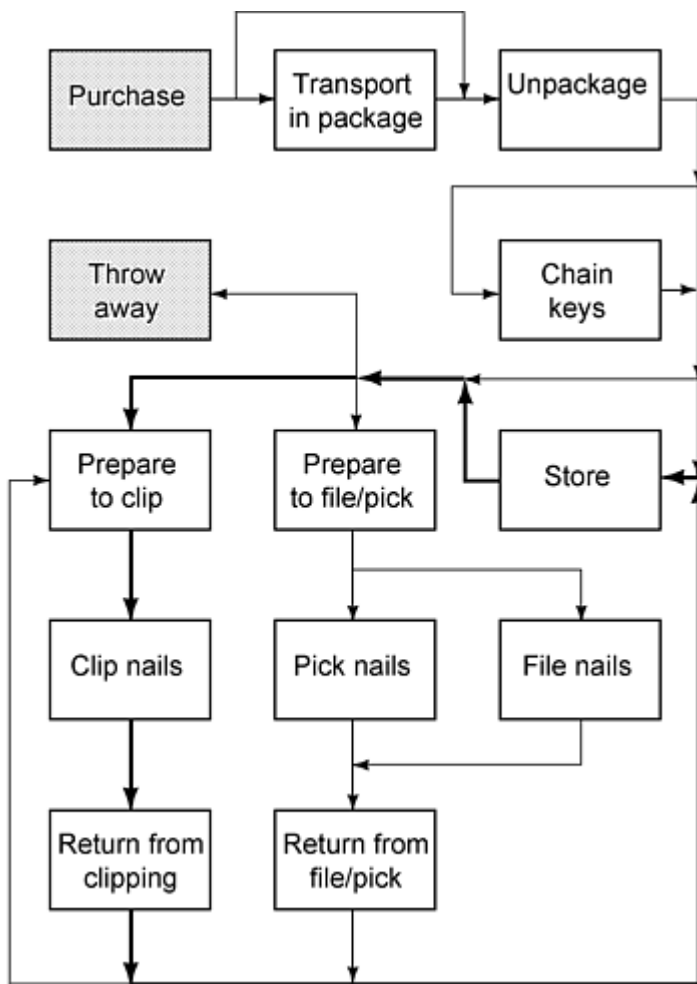 Purchase
Transport
in package
Unpackage
Throw
away
Chain
keys
Prepare
to clip
Prepare
to file/pick
Store
Clip nails
Pick nails
File nails
Return from
clipping
Return from
file/pick